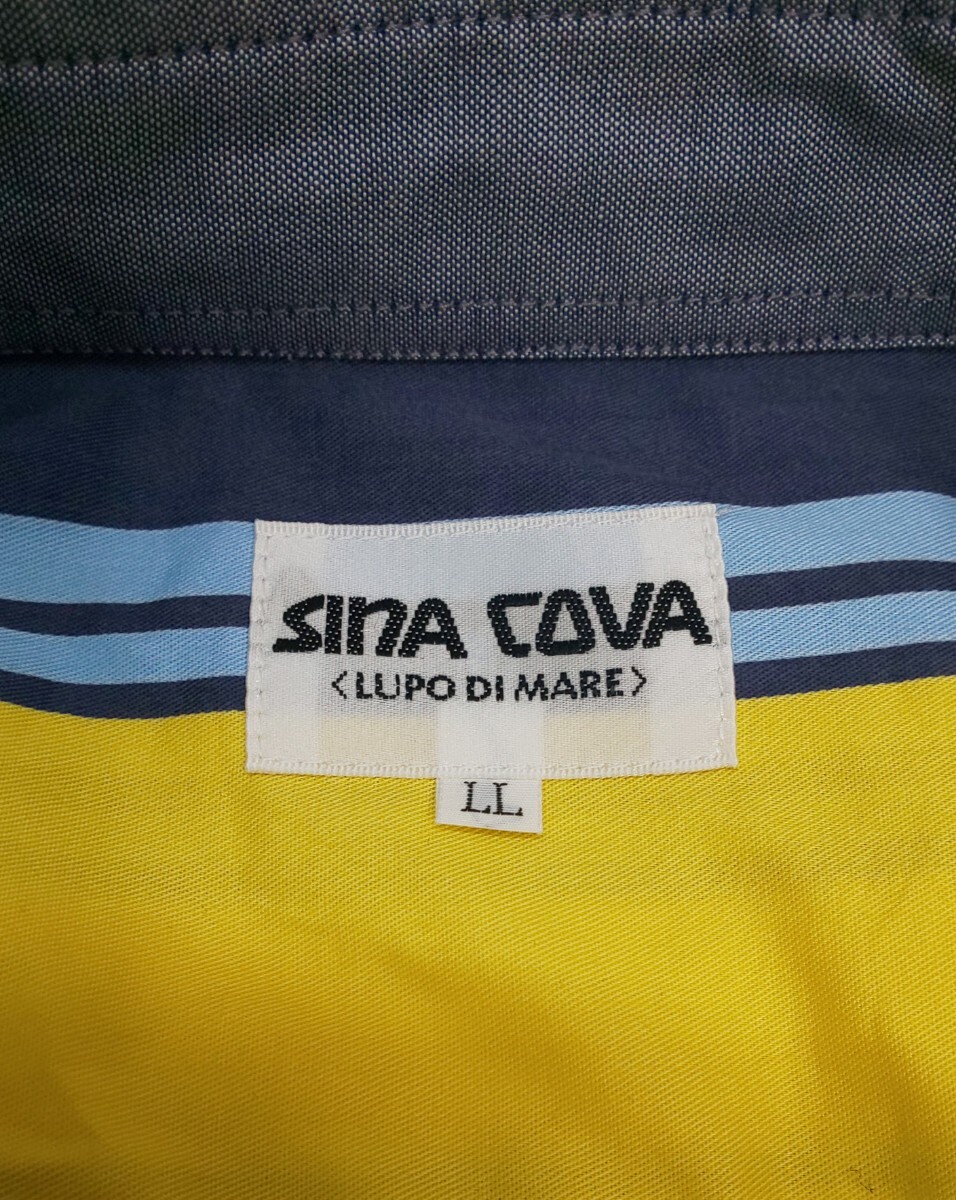 SINA COVA
<LUPO DI MARE>
LL